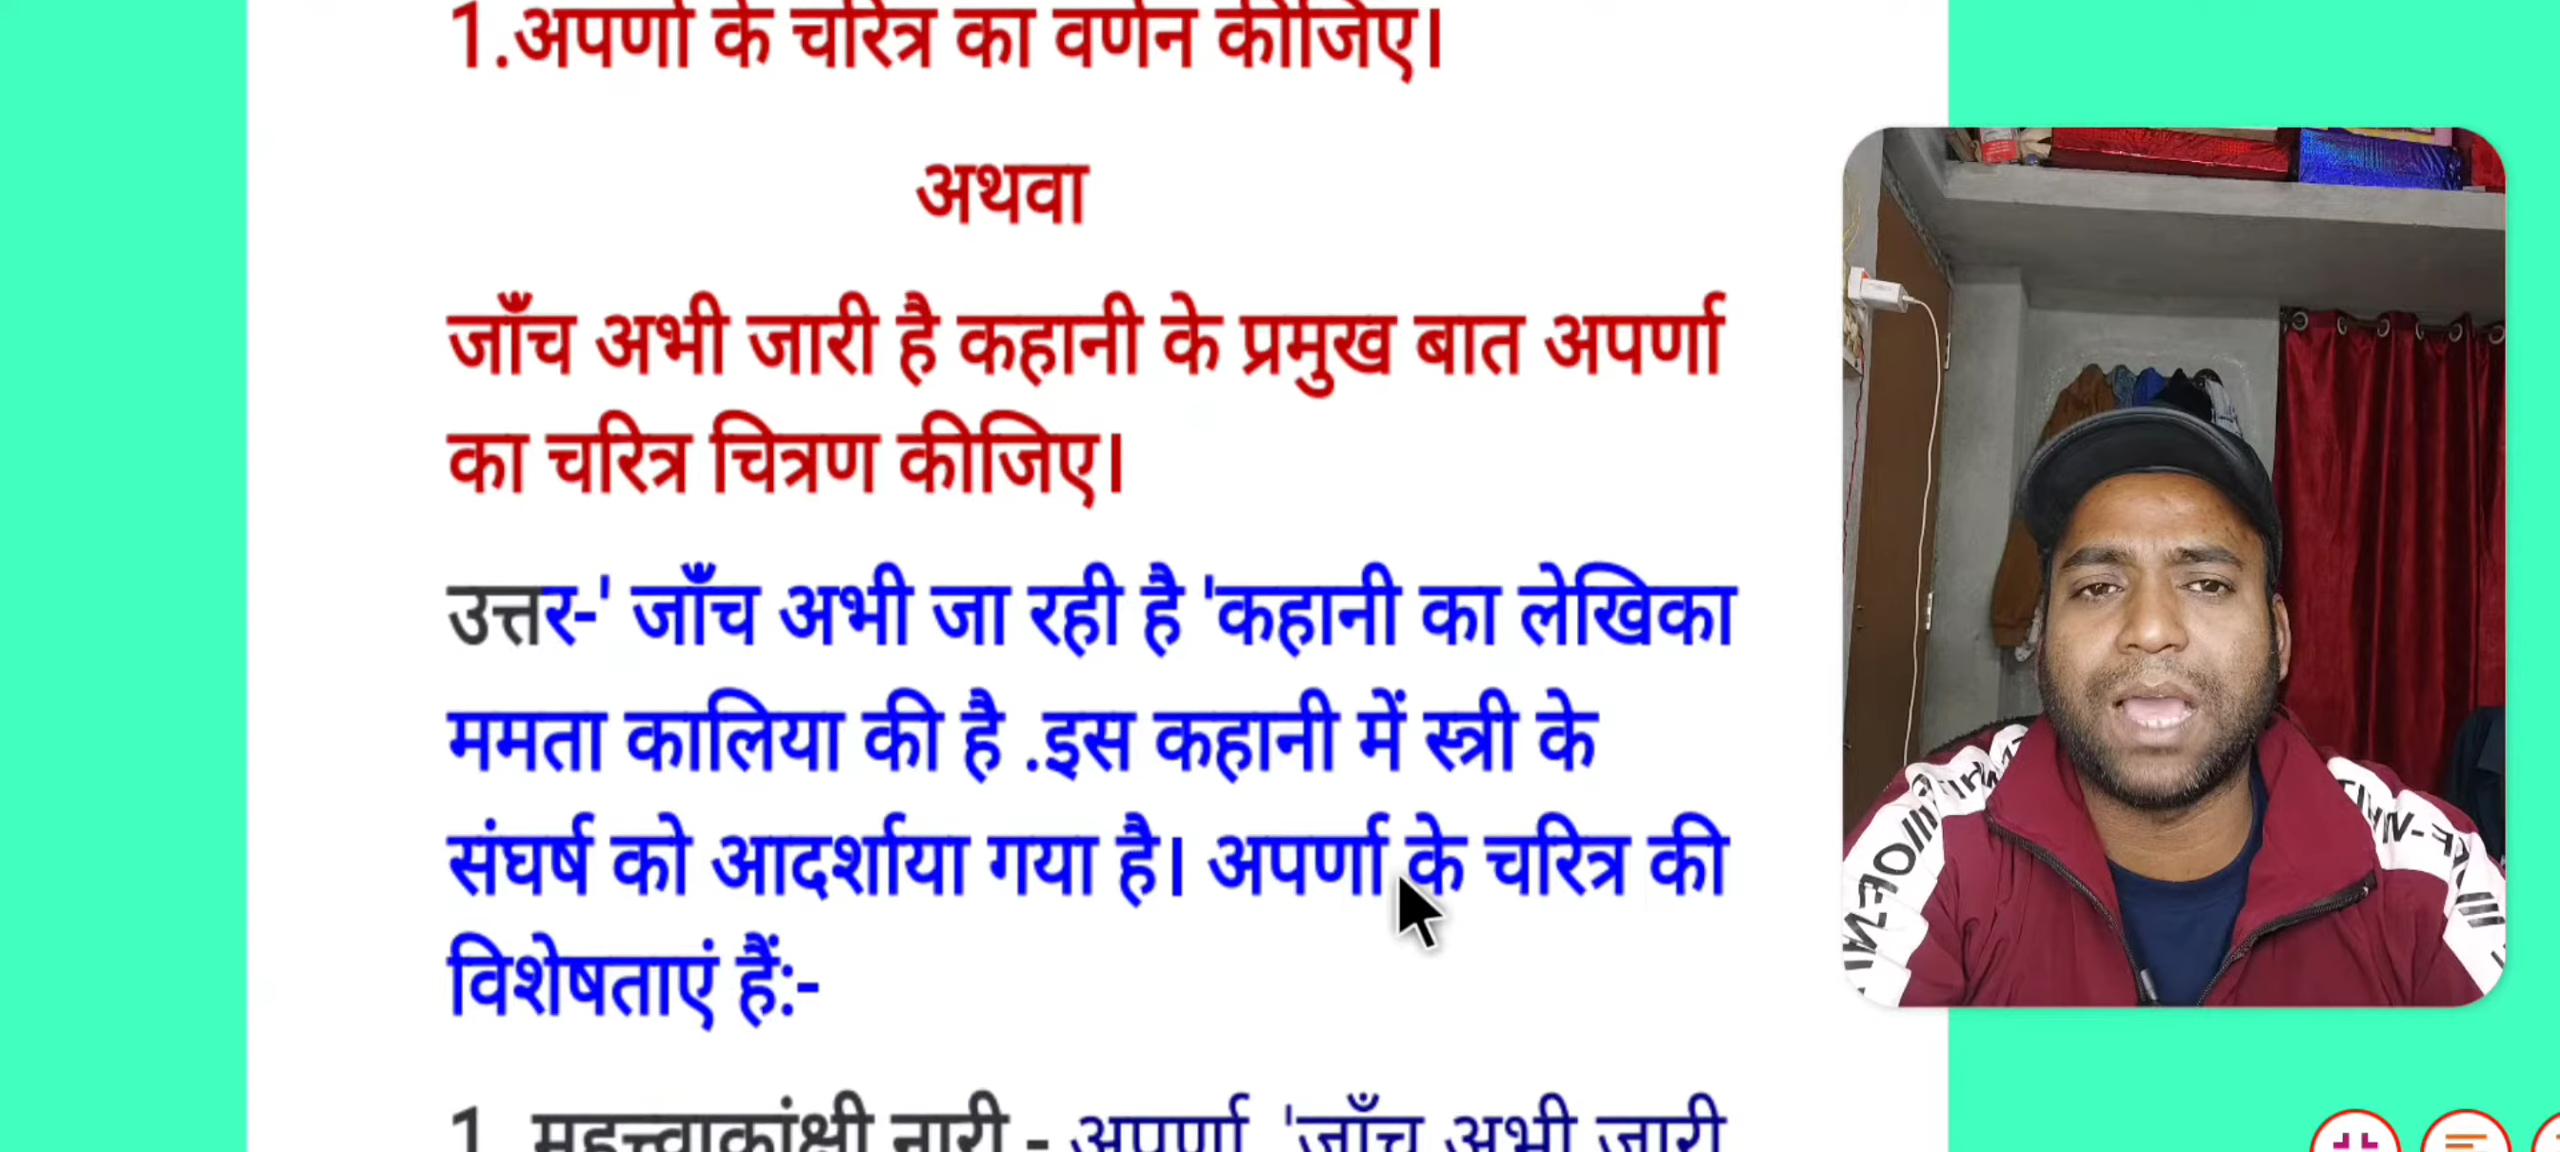 1.अपर्णा के चरित्र का वर्णन कीजिए।
अथवा
जाँच अभी जारी है कहानी के प्रमुख बात अपर्णा
का चरित्र चित्रण कीजिए।
उत्तर-' जाँच अभी जा रही है 'कहानी का लेखिका
ममता कालिया की है .इस कहानी में स्त्री के
संघर्ष को आदर्शाया गया है। अपर्णा के चरित्र की
विशेषताएं हैं:-
1. महत्त्वाकांक्षी नारी - अपर्णा 'जाँच अभी जारी